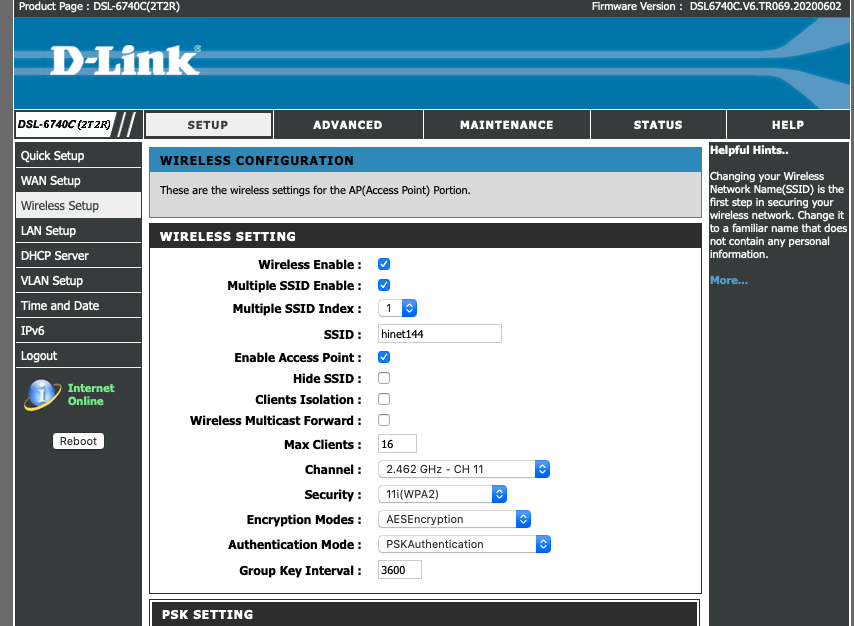 Product Page : DSL-6740C(2T2R)
Firmware Version : DSL6740C.V6.TR069.20200602
D-Link®
DSL-6740C (2T2R)
SETUP
ADVANCED
MAINTENANCE
STATUS
HELP
Quick Setup
WAN Setup
Wireless Setup
LAN Setup
DHCP Server
VLAN Setup
Time and Date
IPv6
Logout
Internet
Online
Reboot
WIRELESS CONFIGURATION
These are the wireless settings for the AP(Access Point) Portion.
WIRELESS SETTING
Wireless Enable :
Multiple SSID Enable :
Multiple SSID Index : 1
SSID : hinet144
Enable Access Point :
Hide SSID :
Clients Isolation :
Wireless Multicast Forward :
Max Clients : 16
Channel : 2.462 GHz - CH 11
Security : 11i(WPA2)
Encryption Modes : AESEncryption
Authentication Mode : PSKAuthentication
Group Key Interval : 3600
PSK SETTING
Helpful Hints..
Changing your Wireless
Network Name(SSID) is the
first step in securing your
wireless network. Change it
to a familiar name that does
not contain any personal
information.
More...